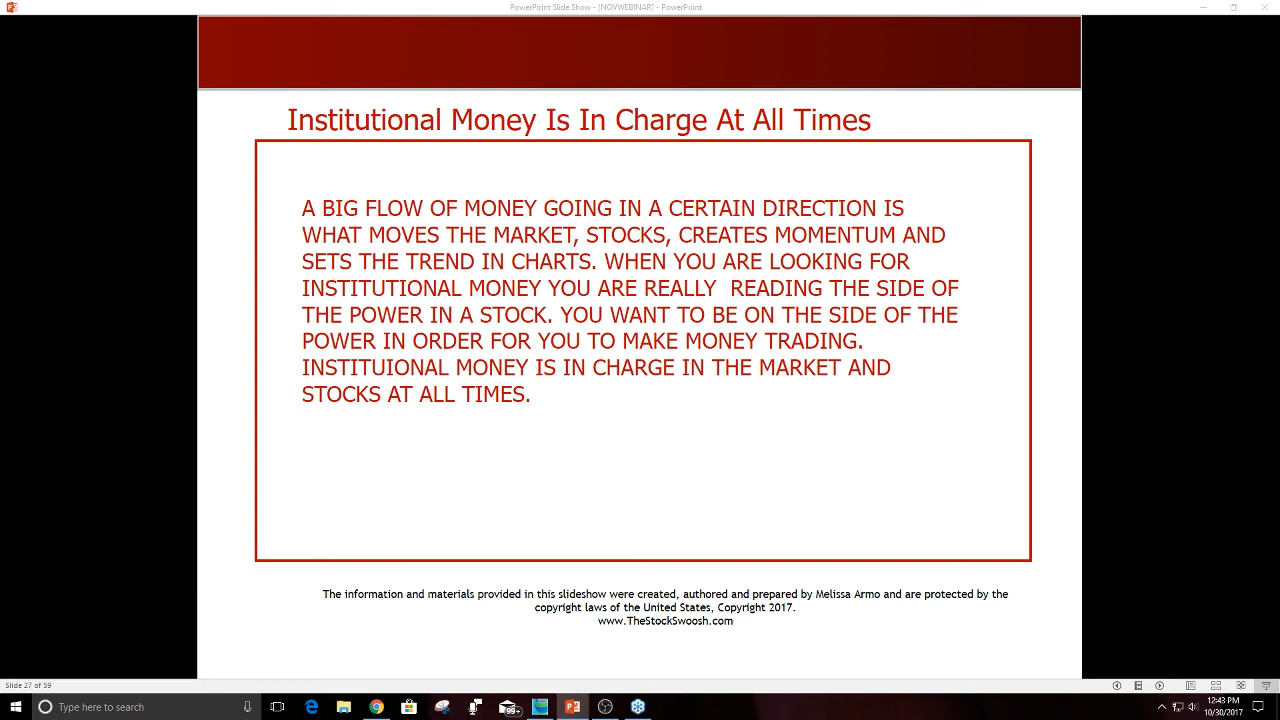 PowerPoint Slide Show - [NOVWEBINAR] - PowerPoint
Institutional Money Is In Charge At All Times
A BIG FLOW OF MONEY GOING IN A CERTAIN DIRECTION IS
WHAT MOVES THE MARKET, STOCKS, CREATES MOMENTUM AND
SETS THE TREND IN CHARTS. WHEN YOU ARE LOOKING FOR
INSTITUTIONAL MONEY YOU ARE REALLY  READING THE SIDE OF
THE POWER IN A STOCK. YOU WANT TO BE ON THE SIDE OF THE
POWER IN ORDER FOR YOU TO MAKE MONEY TRADING.
INSTITUIONAL MONEY IS IN CHARGE IN THE MARKET AND
STOCKS AT ALL TIMES.
The information and materials provided in this slideshow were created, authored and prepared by Melissa Armo and are protected by the
copyright laws of the United States, Copyright 2017.
www.TheStockSwoosh.com
Slide 27 of 59
Type here to search
99+
12:43 PM
10/30/2017